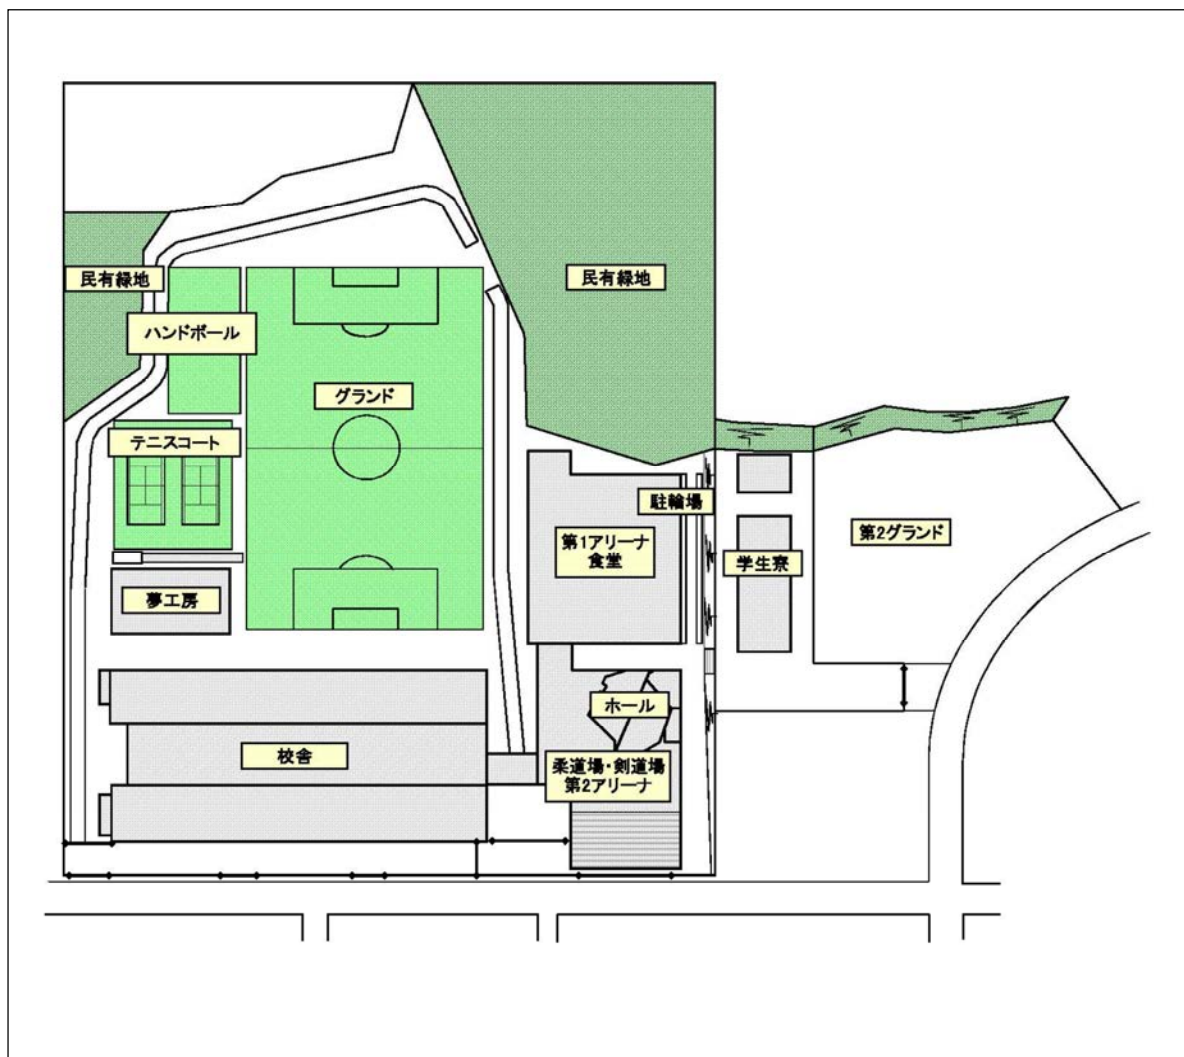 民有緑地
民有緑地
ハンドボール
グランド
テニスコート
駐輪場
第2グランド
第1アリーナ
食堂
学生寮
夢工房
ホール
校舎
柔道場・剣道場
第2アリーナ